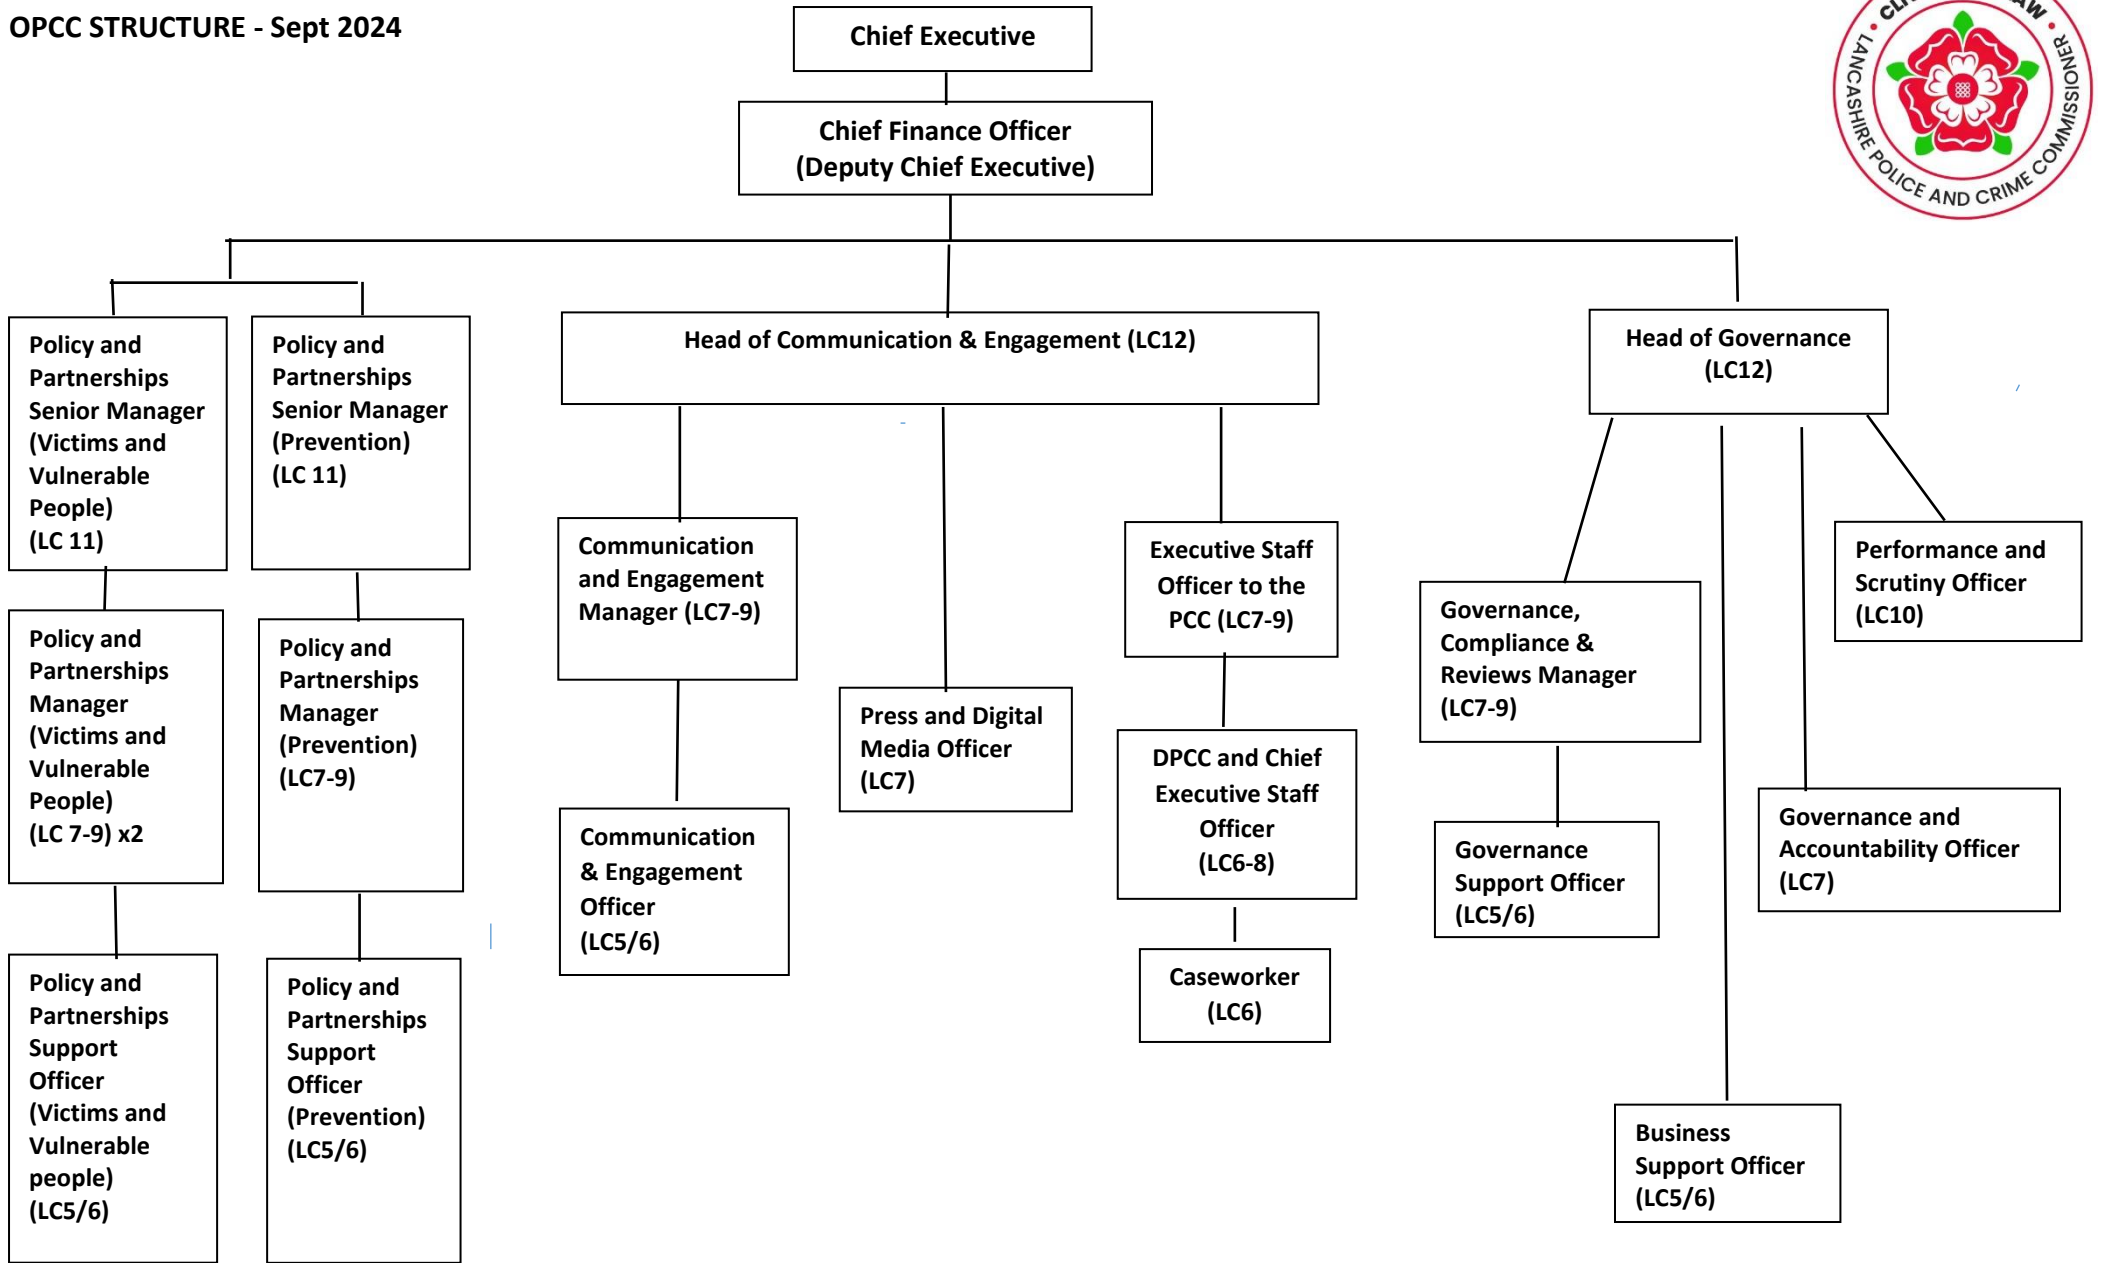 OPCC STRUCTURE - Sept 2024
Chief Executive
Chief Finance Officer
(Deputy Chief Executive)
LANCASHIRE POLICE AND CRIME COMMISSIONER
Policy and
Partnerships
Senior Manager
(Victims and
Vulnerable
People)
(LC 11)
Policy and
Partnerships
Senior Manager
(Prevention)
(LC 11)
Head of Communication & Engagement (LC12)
Head of Governance
(LC12)
Policy and
Partnerships
Manager
(Victims and
Vulnerable
People)
(LC 7-9) x2
Policy and
Partnerships
Manager
(Prevention)
(LC7-9)
Communication
and Engagement
Manager (LC7-9)
Press and Digital
Media Officer
(LC7)
Executive Staff
Officer to the
PCC (LC7-9)
Governance,
Compliance &
Reviews Manager
(LC7-9)
Performance and
Scrutiny Officer
(LC10)
Policy and
Partnerships
Support
Officer
(Victims and
Vulnerable
people)
(LC5/6)
Policy and
Partnerships
Support
Officer
(Prevention)
(LC5/6)
Communication
& Engagement
Officer
(LC5/6)
DPCC and Chief
Executive Staff
Officer
(LC6-8)
Caseworker
(LC6)
Governance
Support Officer
(LC5/6)
Governance and
Accountability Officer
(LC7)
Business
Support Officer
(LC5/6)